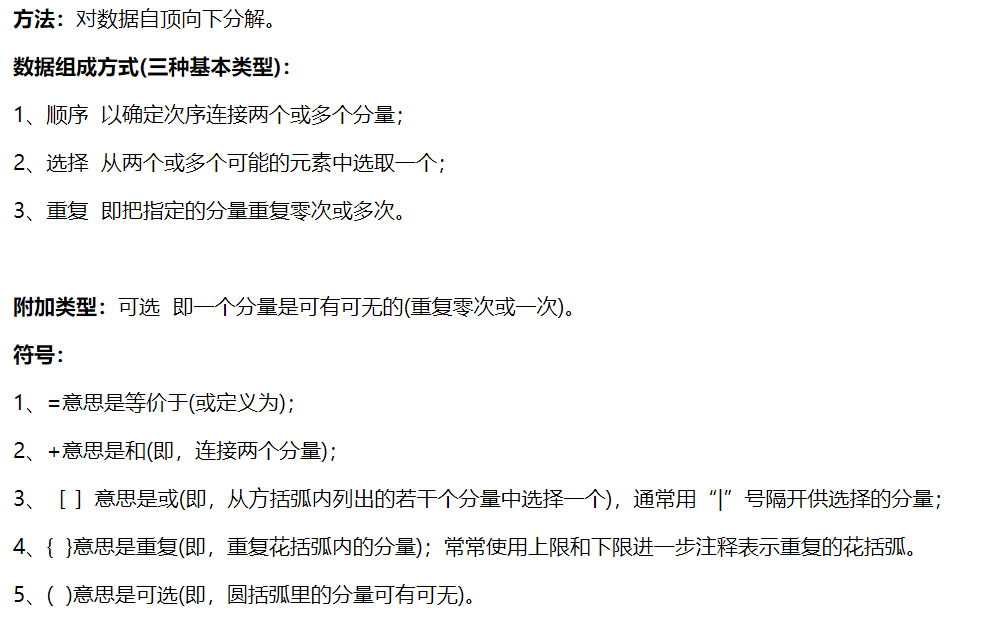 方法：对数据自顶向下分解。
数据组成方式(三种基本类型)：
1、顺序 以确定次序连接两个或多个分量；
2、选择 从两个或多个可能的元素中选取一个；
3、重复 即把指定的分量重复零次或多次。
附加类型：可选 即一个分量是可有可无的(重复零次或一次)。
符号：
1、=意思是等价于(或定义为)；
2、+意思是和(即，连接两个分量)；
3、[ ] 意思是或(即，从方括弧内列出的若干个分量中选择一个)，通常用“|”号隔开供选择的分量；
4、{ }意思是重复(即，重复花括弧内的分量)；常常使用上限和下限进一步注释表示重复的花括弧。
5、( )意思是可选(即，圆括弧里的分量可有可无)。